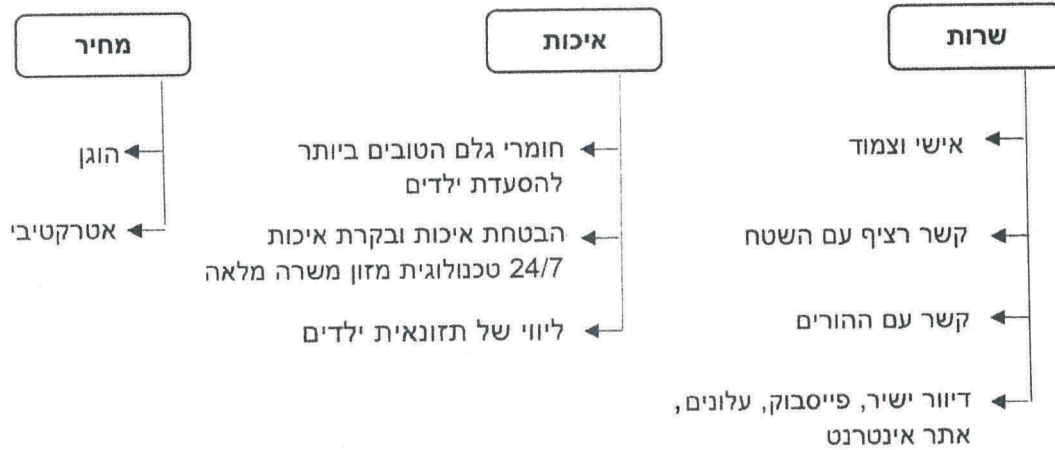 שרות
אישי וצמוד
קשר רציף עם השטח
קשר עם ההורים
דיוור ישיר, פייסבוק, עלונים,
אתר אינטרנט
איכות
חומרי גלם הטובים ביותר
להסעדת ילדים
הבטחת איכות ובקרת איכות
24/7 טכנולוגית מזון משרה מלאה
ליווי של תזונאית ילדים
מחיר
הוגן
אטרקטיבי